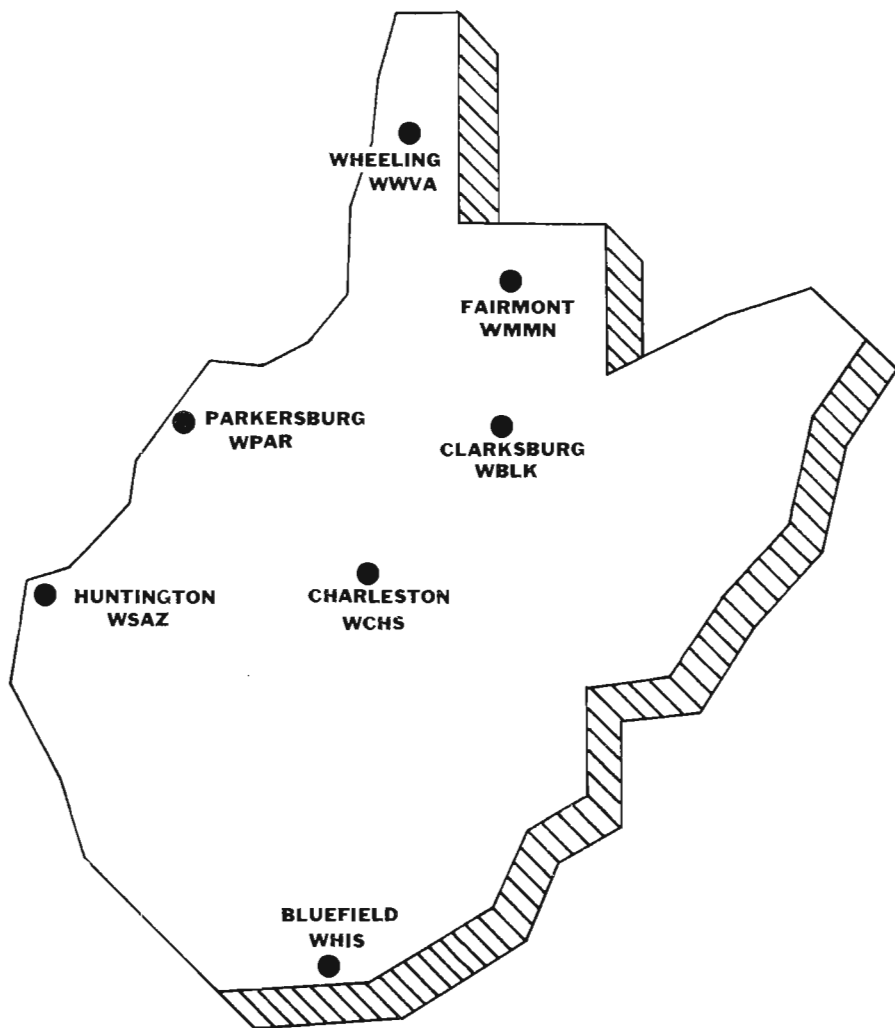 WHEELING
WWVA
FAIRMONT
WMMN
PARKERSBURG
WPAR
CLARKSBURG
WBLK
HUNTINGTON
WSAZ
CHARLESTON
WCHS
BLUEFIELD
WHIS